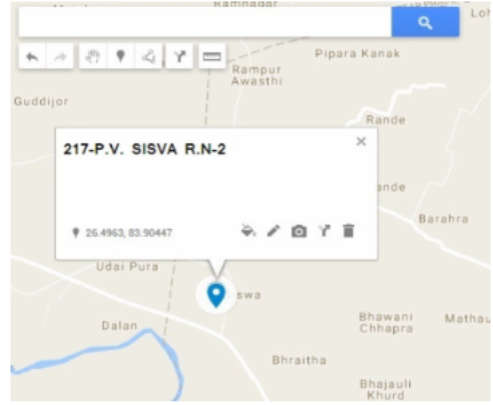 Ramnagar
Pipara Kanak
Rampur
Awasthi
Guddijor
Rande
217-P.V. SISVA R.N-2
ande
26.4963, 83.90447
Barahra
Udai Pura
swa
Dalan
Bhawani
Chhapra
Mathau
Bhraitha
Bhajauli
Khurd